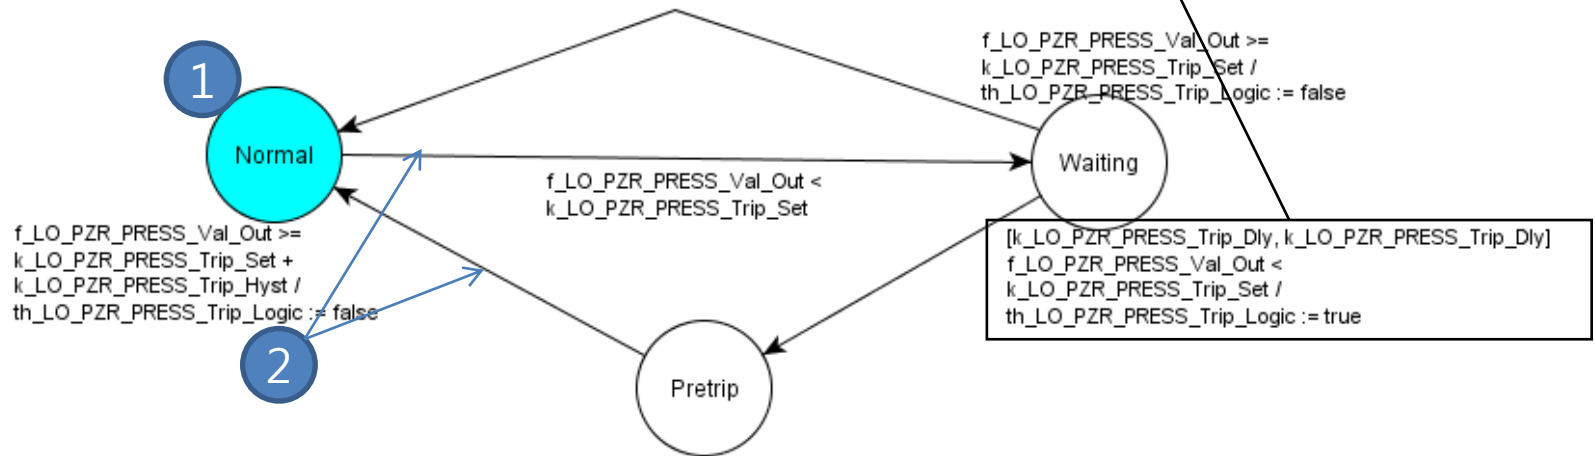 f_LO_PZR_PRESS_Val_Out >=
k_LO_PZR_PRESS_Trip_Set /
th_LO_PZR_PRESS_Trip_Logic := false
1
Normal
Waiting
f_LO_PZR_PRESS_Val_Out <
k_LO_PZR_PRESS_Trip_Set
f_LO_PZR_PRESS_Val_Out >=
k_LO_PZR_PRESS_Trip_Set +
k_LO_PZR_PRESS_Trip_Hyst /
th_LO_PZR_PRESS_Trip_Logic := false
[k_LO_PZR_PRESS_Trip_Dly, k_LO_PZR_PRESS_Trip_Dly]
f_LO_PZR_PRESS_Val_Out <
k_LO_PZR_PRESS_Trip_Set /
th_LO_PZR_PRESS_Trip_Logic := true
2
Pretrip